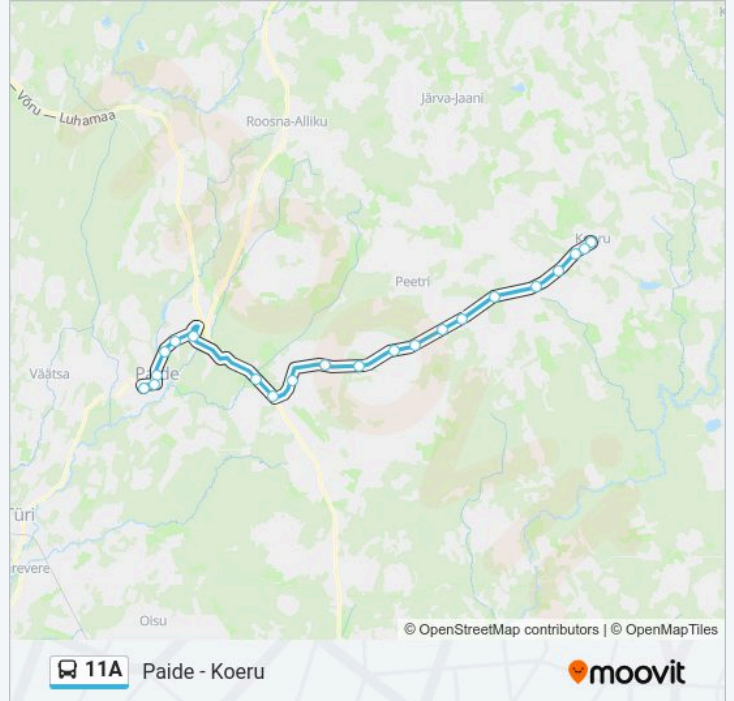 Võru — Luhamaa
Järva-Jaani
Roosna-Alliku
Koeru
Peetri
Väätsa
Paide
Türi
revere
Oisu
© OpenStreetMap contributors | © OpenMapTiles
11A Paide - Koeru
moovit